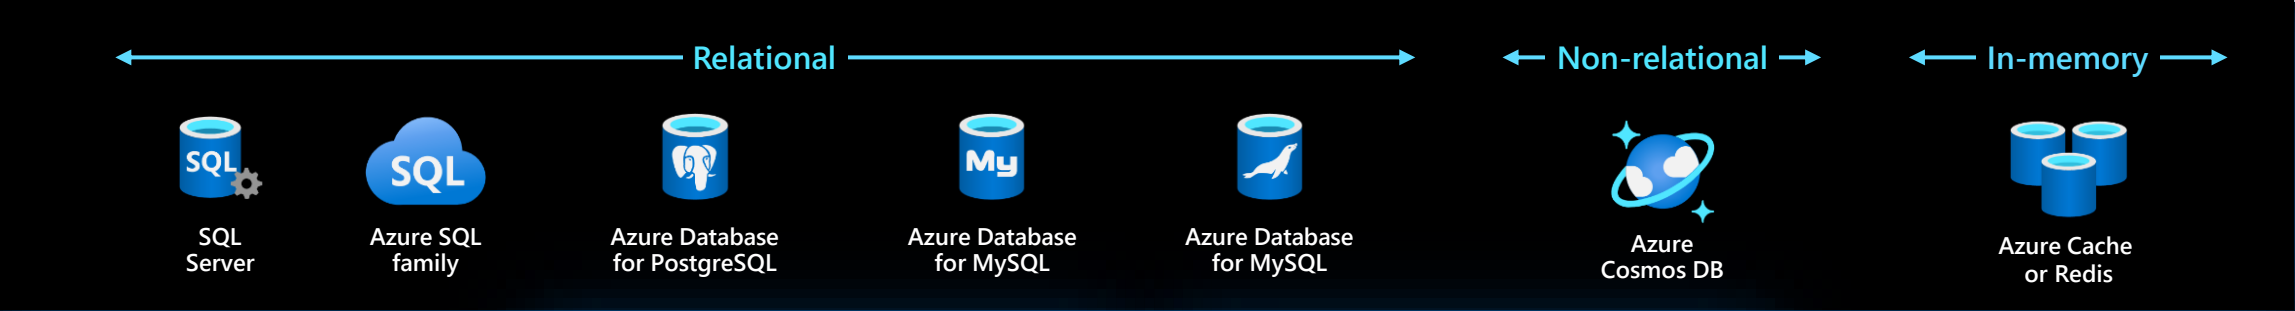 Relational
Non-relational
In-memory
SQL
SQL
My
SQL
Server
Azure SQL
family
Azure Database
for PostgreSQL
Azure Database
for MySQL
Azure Database
for MySQL
Azure
Cosmos DB
Azure Cache
or Redis